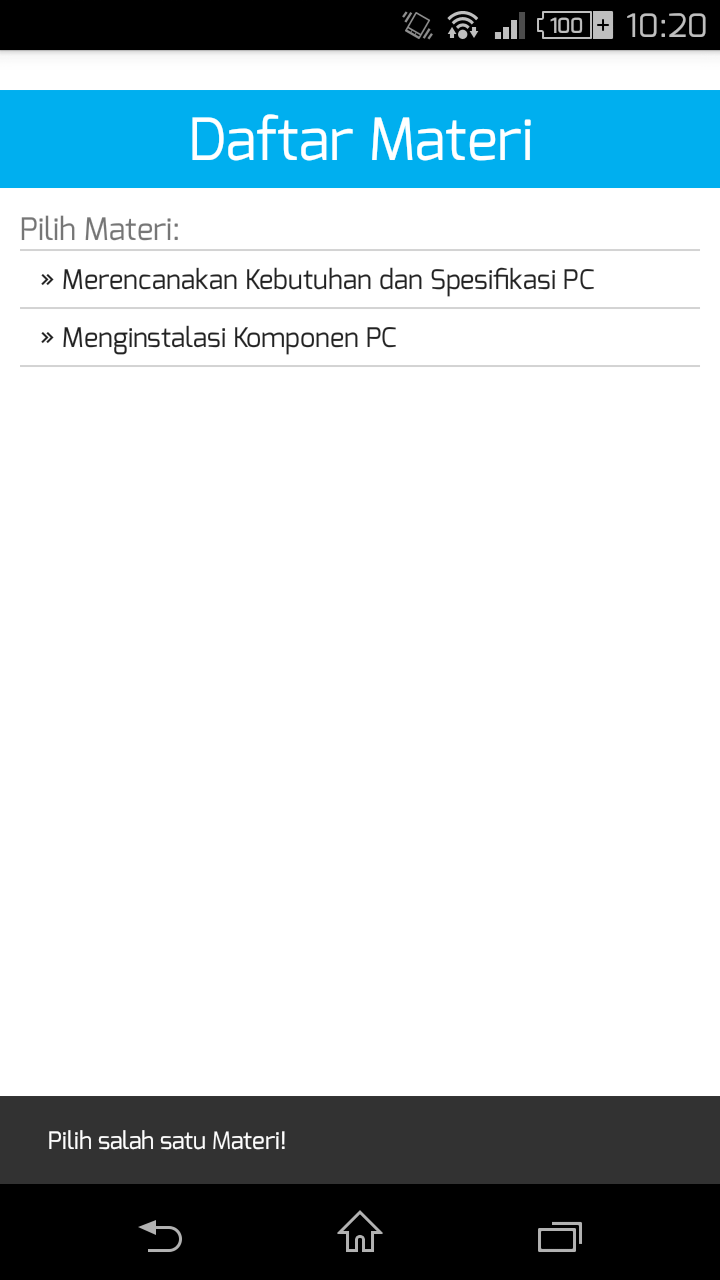 100
10:20
Daftar Materi
Pilih Materi:
» Merencanakan Kebutuhan dan Spesifikasi PC
» Menginstalasi Komponen PC
Pilih salah satu Materi!